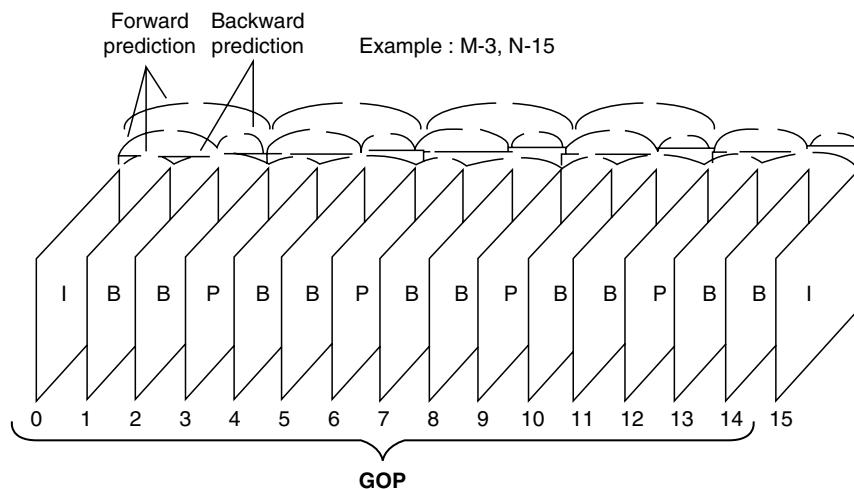 Forward
prediction
Backward
prediction
Example : M-3, N-15
I B B P B B P B B P B B P B B I
0 1 2 3 4 5 6 7 8 9 10 11 12 13 14 15
GOP